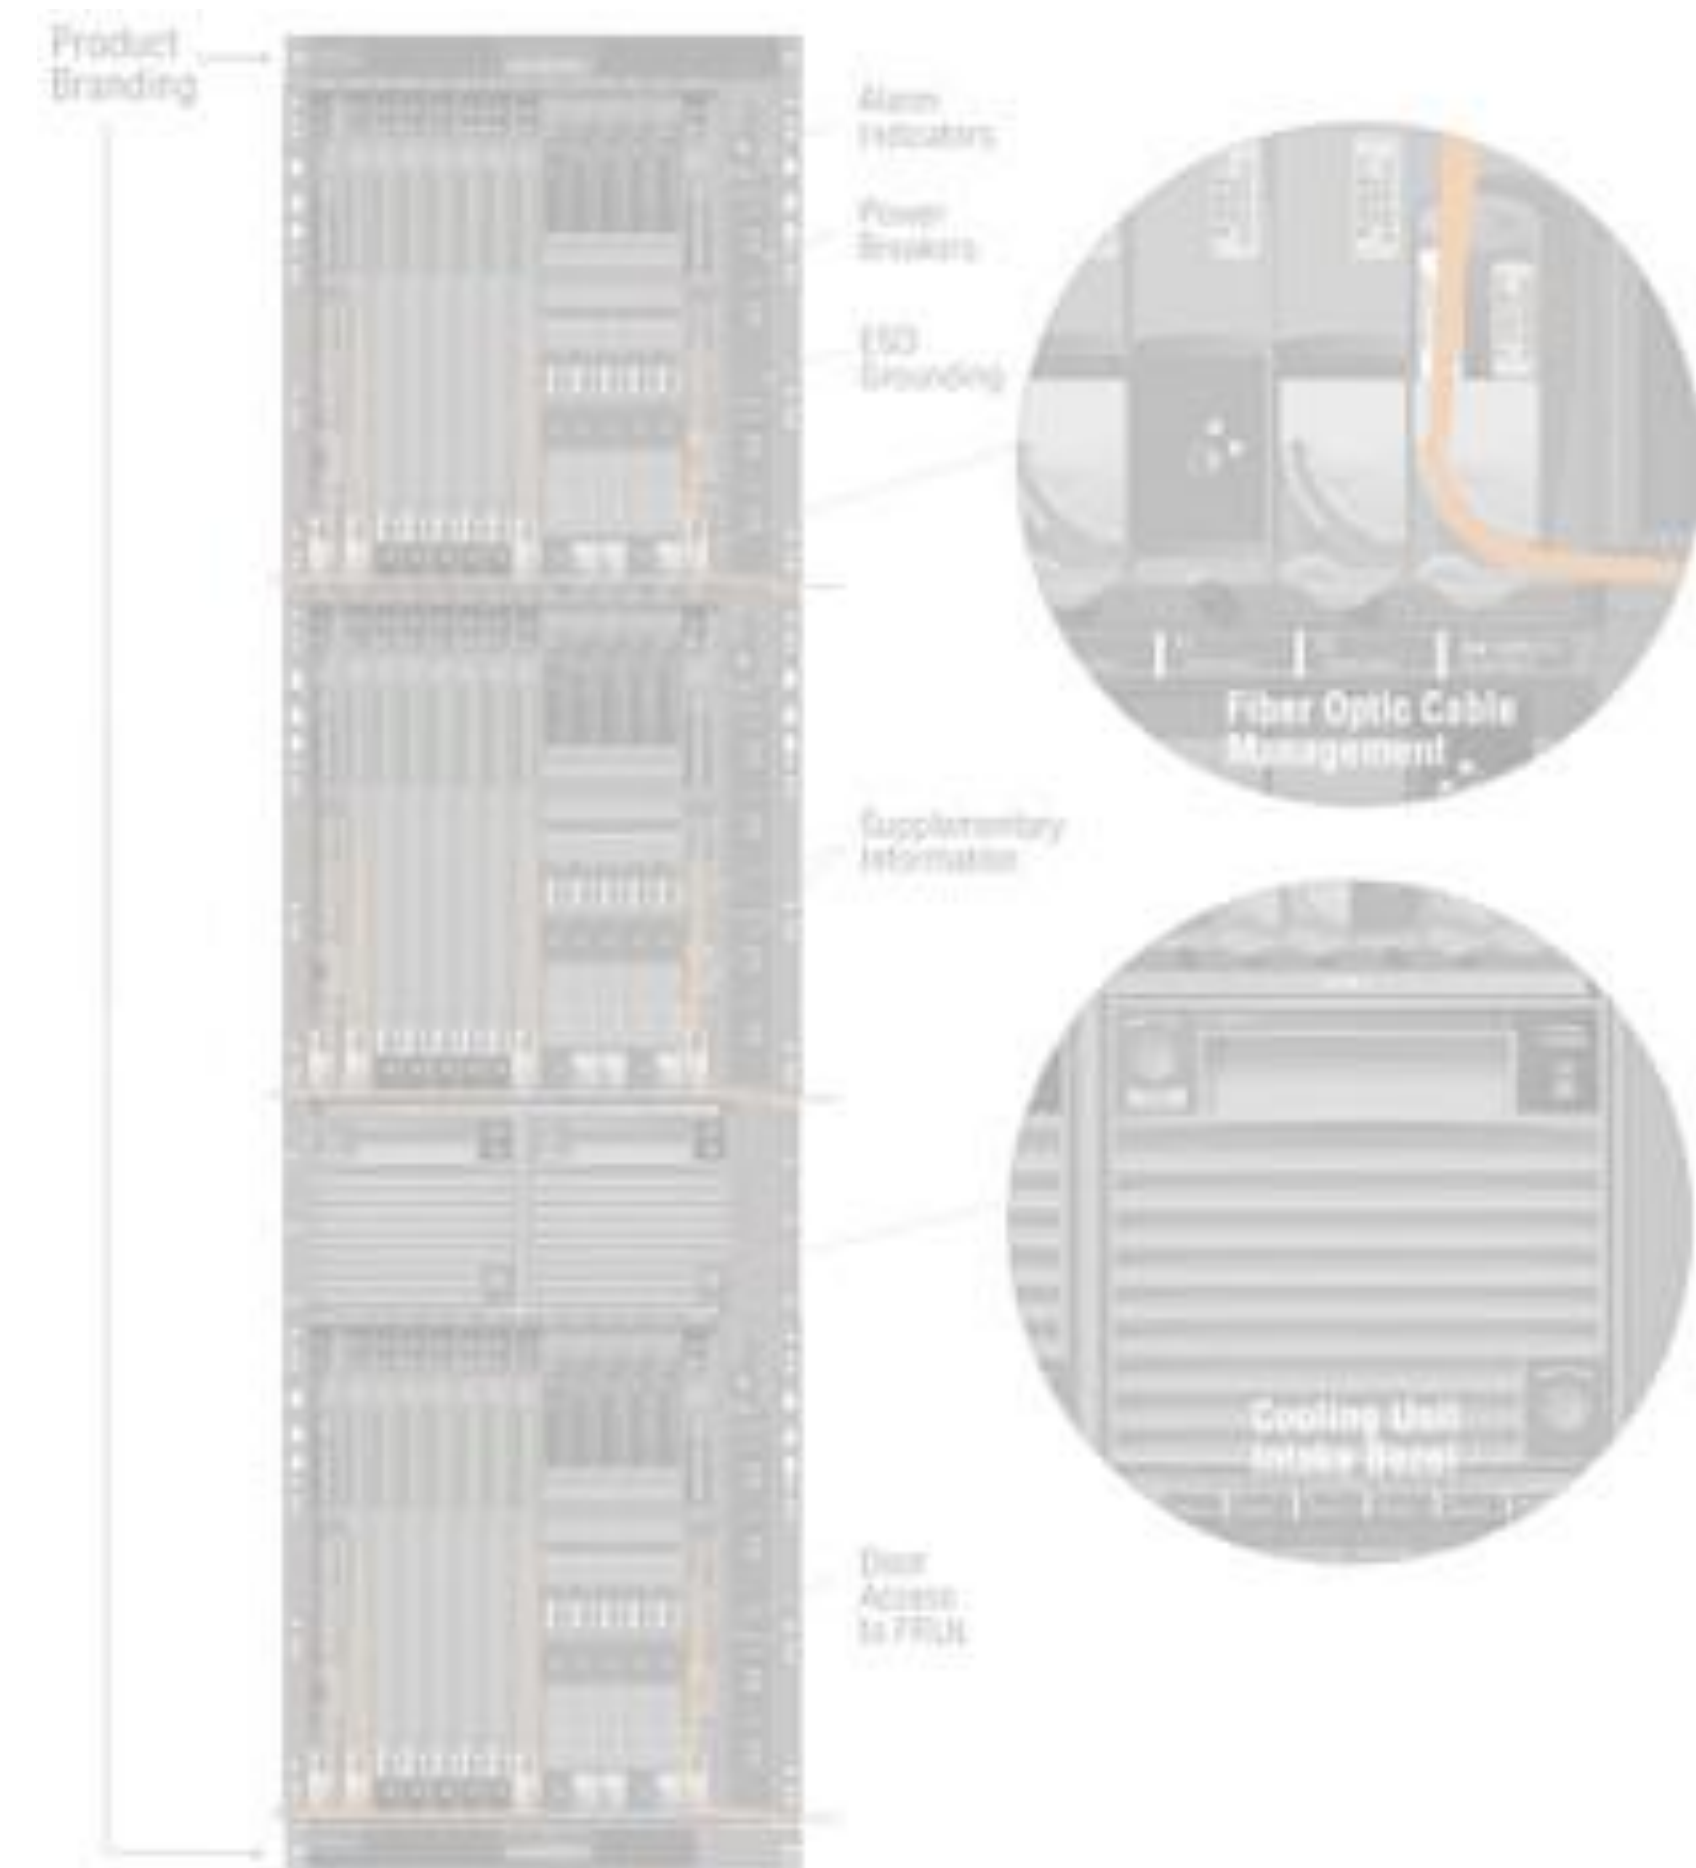 Product
Branding
Alarm
Indicators
Power
Breakers
ESD
Grounding
Fiber Optic Cable
Management
Supplementary
Information
Cooling Unit
Intake Bezel
Door
Access
to FRUs